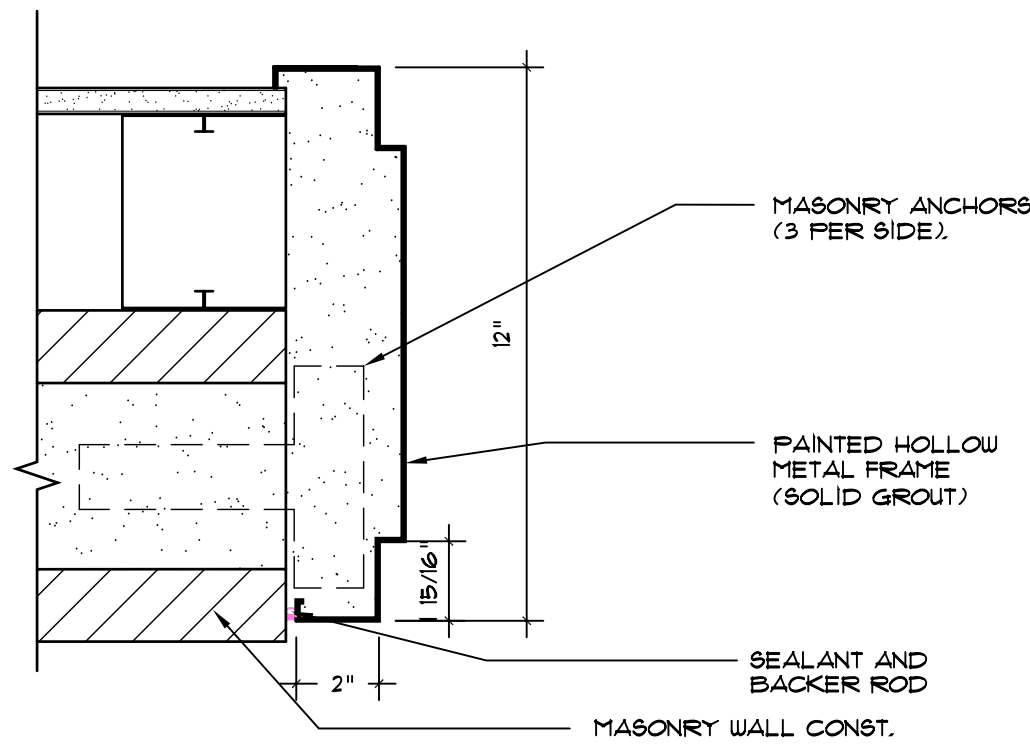 MASONRY ANCHORS
(3 PER SIDE).
12"
PAINTED HOLLOW
METAL FRAME
(SOLID GROUT)
1 15/16"
SEALANT AND
BACKER ROD
2"
MASONRY WALL CONST.